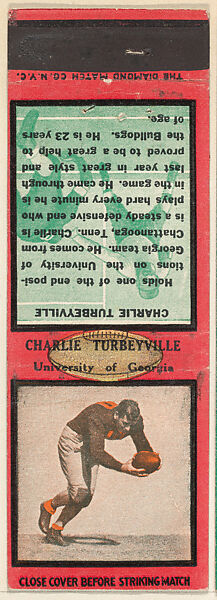 THE DIAMOND MATCH CO. N.Y.C.
CHARLIE TURBEYVILLE
Holds one of the end posi-
tions on the University of
Georgia team. He comes from
Chattanooga, Tenn. Charlie is
a steady defensive end who
plays hard every minute he is
in the game. He came through
last year in great style and
proved to be a great help to
the Bulldogs. He is 23 years
of age.
CHARLIE TURBEYVILLE
University of Georgia
CLOSE COVER BEFORE STRIKING MATCH